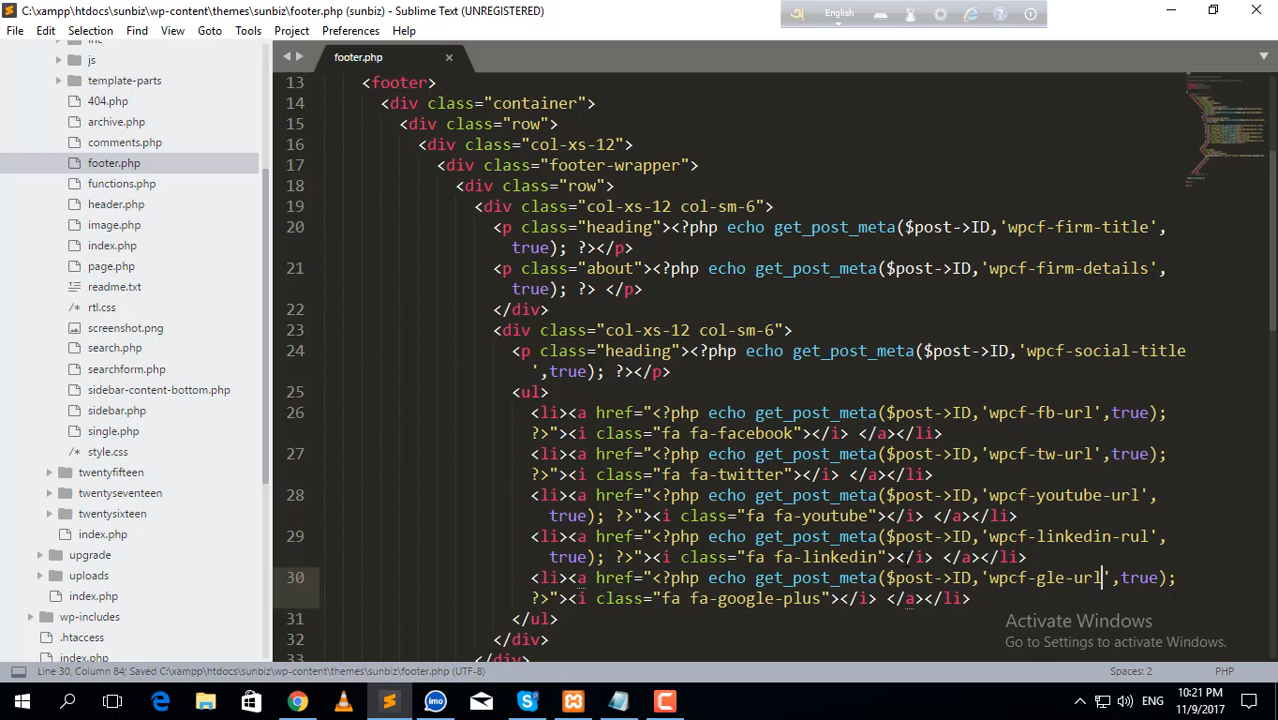 C:\xampp\htdocs\sunbiz\wp-content\themes\sunbiz\footer.php (sunbiz) - Sublime Text (UNREGISTERED)
English
File Edit Selection Find View Goto Tools Project Preferences Help
footer.php
js
template-parts
404.php
archive.php
comments.php
footer.php
functions.php
header.php
image.php
index.php
page.php
readme.txt
rtl.css
screenshot.png
search.php
searchform.php
sidebar-content-bottom.php
sidebar.php
single.php
style.css
twentyfifteen
twentyseventeen
twentysixteen
index.php
upgrade
uploads
index.php
wp-includes
.htaccess
index.php
13 <footer>
14 <div class="container">
15 <div class="row">
16 <div class="col-xs-12">
17 <div class="footer-wrapper">
18 <div class="row">
19 <div class="col-xs-12 col-sm-6">
20 <p class="heading"><?php echo get_post_meta($post->ID,'wpcf-firm-title',
true); ?></p>
21 <p class="about"><?php echo get_post_meta($post->ID,'wpcf-firm-details',
true); ?> </p>
22 </div>
23 <div class="col-xs-12 col-sm-6">
24 <p class="heading"><?php echo get_post_meta($post->ID,'wpcf-social-title
',true); ?></p>
25 <ul>
26 <li><a href="<?php echo get_post_meta($post->ID,'wpcf-fb-url',true);
?>"><i class="fa fa-facebook"></i> </a></li>
27 <li><a href="<?php echo get_post_meta($post->ID,'wpcf-tw-url',true);
?>"><i class="fa fa-twitter"></i> </a></li>
28 <li><a href="<?php echo get_post_meta($post->ID,'wpcf-youtube-url',
true); ?>"><i class="fa fa-youtube"></i> </a></li>
29 <li><a href="<?php echo get_post_meta($post->ID,'wpcf-linkedin-rul',
true); ?>"><i class="fa fa-linkedin"></i> </a></li>
30 <li><a href="<?php echo get_post_meta($post->ID,'wpcf-gle-url',true);
?>"><i class="fa fa-google-plus"></i> </a></li>
31 </ul>
32 </div>
33 </div>
Activate Windows
Go to Settings to activate Windows.
Line 30, Column 84; Saved C:\xampp\htdocs\sunbiz\wp-content\themes\sunbiz\footer.php (UTF-8)
Spaces: 2
PHP
imo
ENG
10:21 PM
11/9/2017